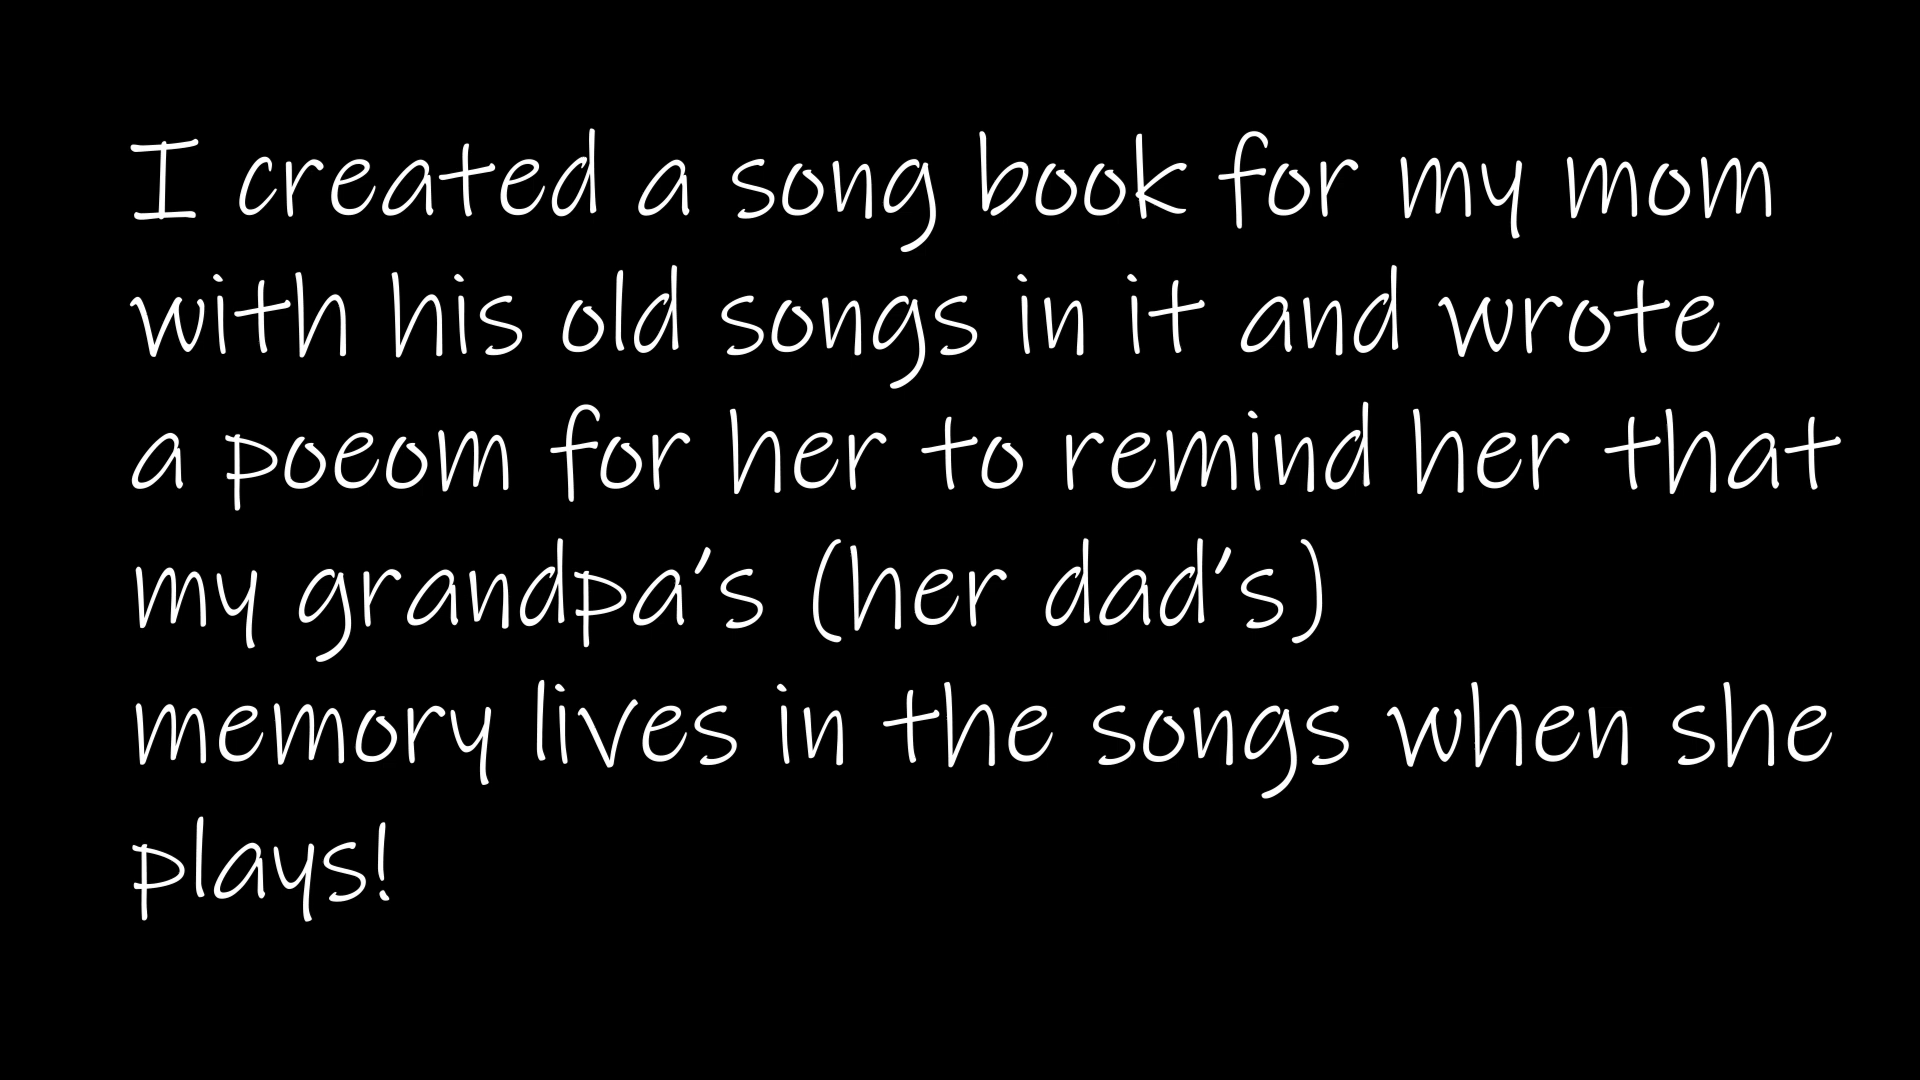 I created a song book for my mom
with his old songs in it and wrote
a poeom for her to remind her that
my grandpa's (her dad's)
memory lives in the songs when she
plays!